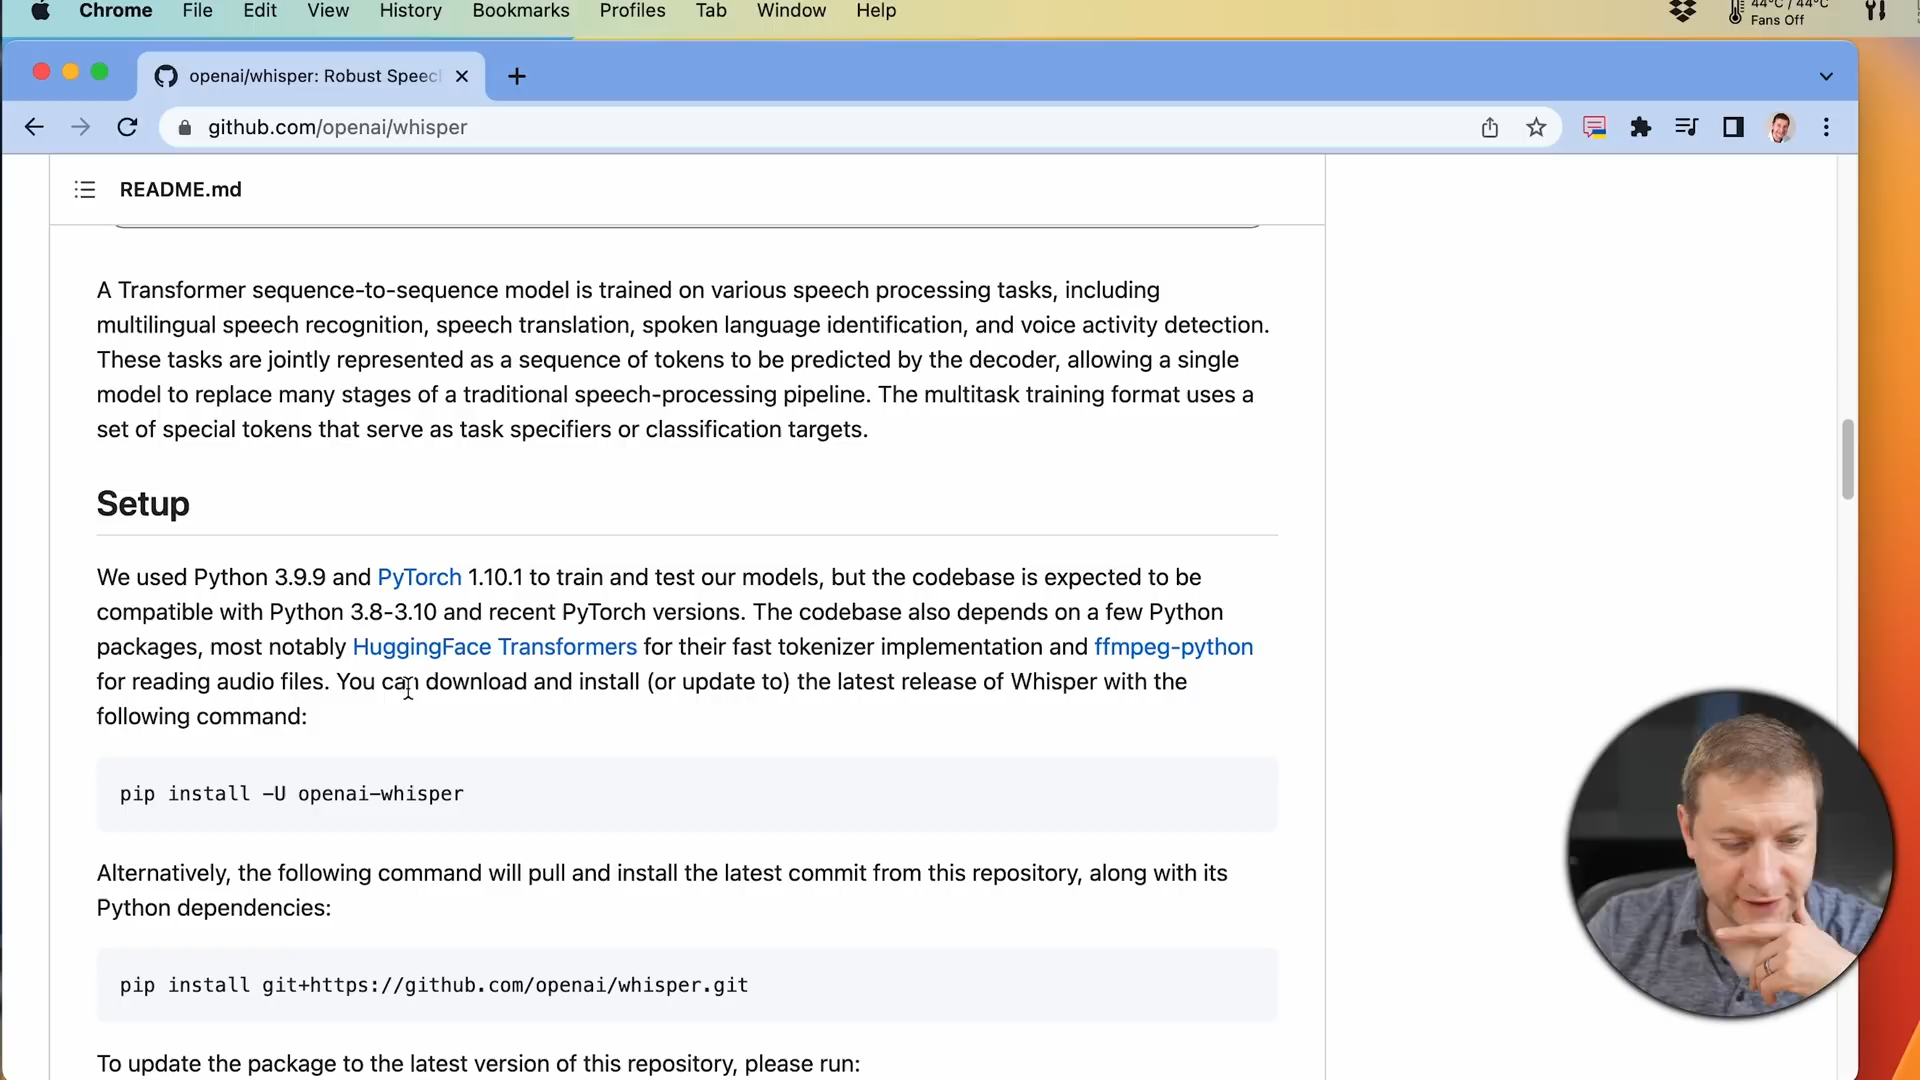 Chrome File Edit View History Bookmarks Profiles Tab Window Help
44°C / 44°C
Fans Off
openai/whisper: Robust Speec
github.com/openai/whisper
README.md
A Transformer sequence-to-sequence model is trained on various speech processing tasks, including
multilingual speech recognition, speech translation, spoken language identification, and voice activity detection.
These tasks are jointly represented as a sequence of tokens to be predicted by the decoder, allowing a single
model to replace many stages of a traditional speech-processing pipeline. The multitask training format uses a
set of special tokens that serve as task specifiers or classification targets.
Setup
We used Python 3.9.9 and PyTorch 1.10.1 to train and test our models, but the codebase is expected to be
compatible with Python 3.8-3.10 and recent PyTorch versions. The codebase also depends on a few Python
packages, most notably HuggingFace Transformers for their fast tokenizer implementation and ffmpeg-python
for reading audio files. You can download and install (or update to) the latest release of Whisper with the
following command:
pip install -U openai-whisper
Alternatively, the following command will pull and install the latest commit from this repository, along with its
Python dependencies:
pip install git+https://github.com/openai/whisper.git
To update the package to the latest version of this repository, please run: